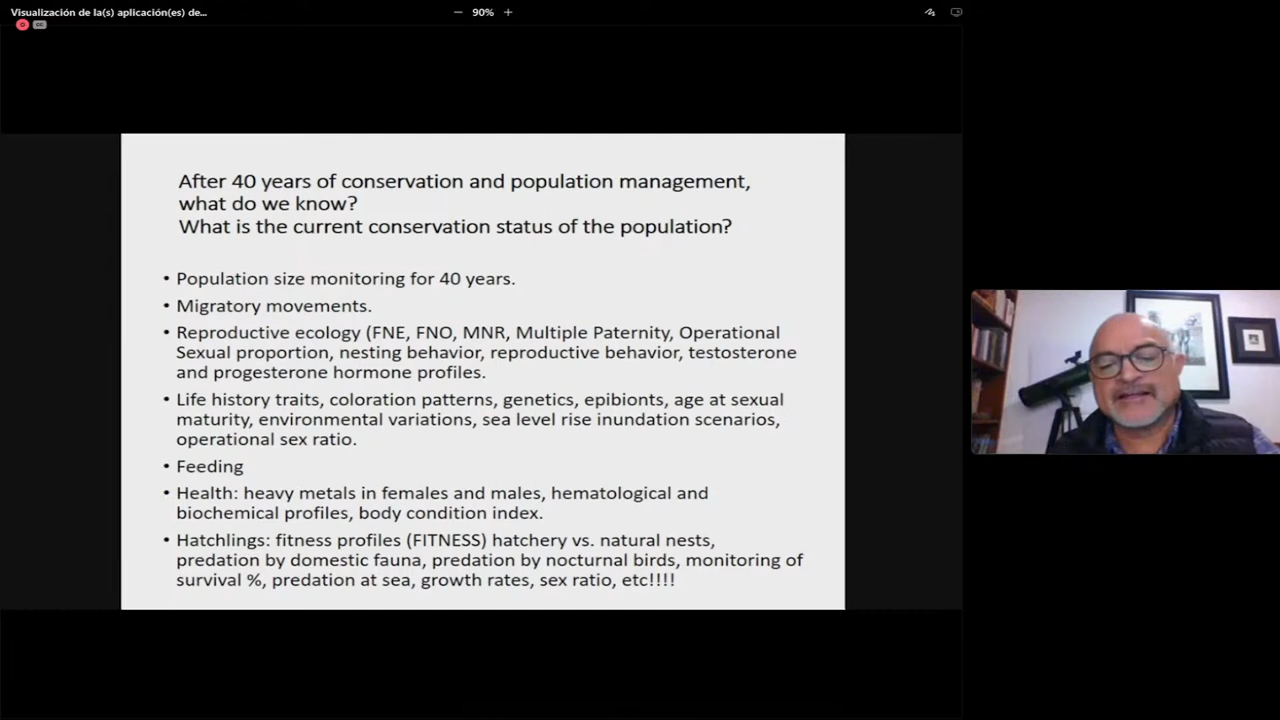 Visualización de la(s) aplicación(es) de...
90%
CC
After 40 years of conservation and population management,
what do we know?
What is the current conservation status of the population?
• Population size monitoring for 40 years.
• Migratory movements.
• Reproductive ecology (FNE, FNO, MNR, Multiple Paternity, Operational
Sexual proportion, nesting behavior, reproductive behavior, testosterone
and progesterone hormone profiles.
• Life history traits, coloration patterns, genetics, epibionts, age at sexual
maturity, environmental variations, sea level rise inundation scenarios,
operational sex ratio.
• Feeding
• Health: heavy metals in females and males, hematological and
biochemical profiles, body condition index.
• Hatchlings: fitness profiles (FITNESS) hatchery vs. natural nests,
predation by domestic fauna, predation by nocturnal birds, monitoring of
survival %, predation at sea, growth rates, sex ratio, etc!!!!